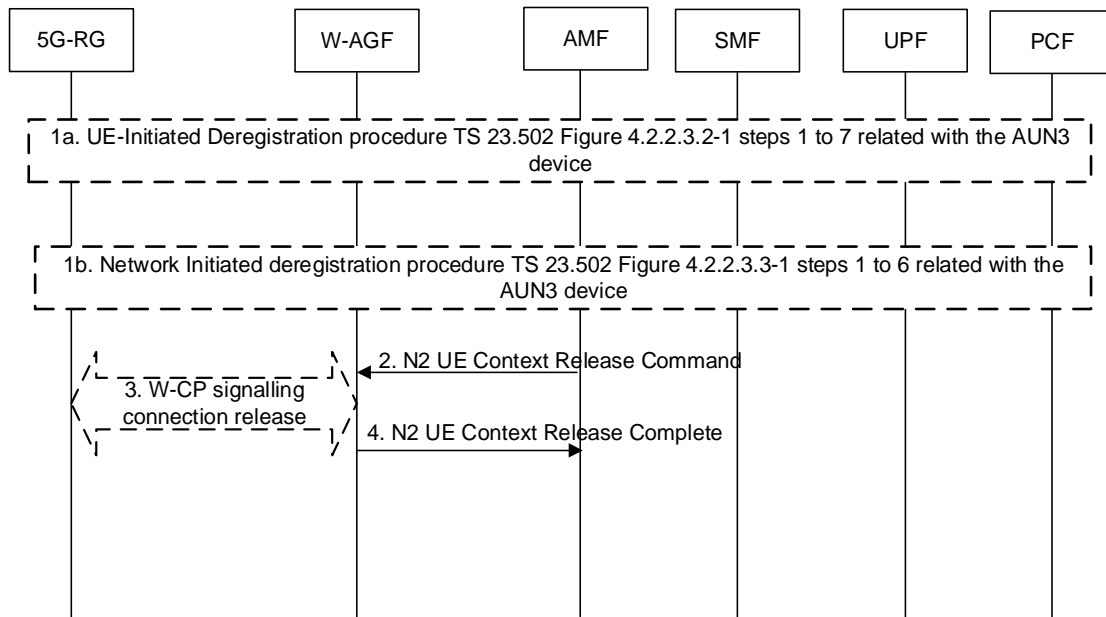 5G-RG
W-AGF
AMF
SMF
UPF
PCF
1a. UE-Initiated Deregistration procedure TS 23.502 Figure 4.2.2.3.2-1 steps 1 to 7 related with the AUN3
device
1b. Network Initiated deregistration procedure TS 23.502 Figure 4.2.2.3.3-1 steps 1 to 6 related with the
AUN3 device
2. N2 UE Context Release Command
3. W-CP signalling
connection release
4. N2 UE Context Release Complete